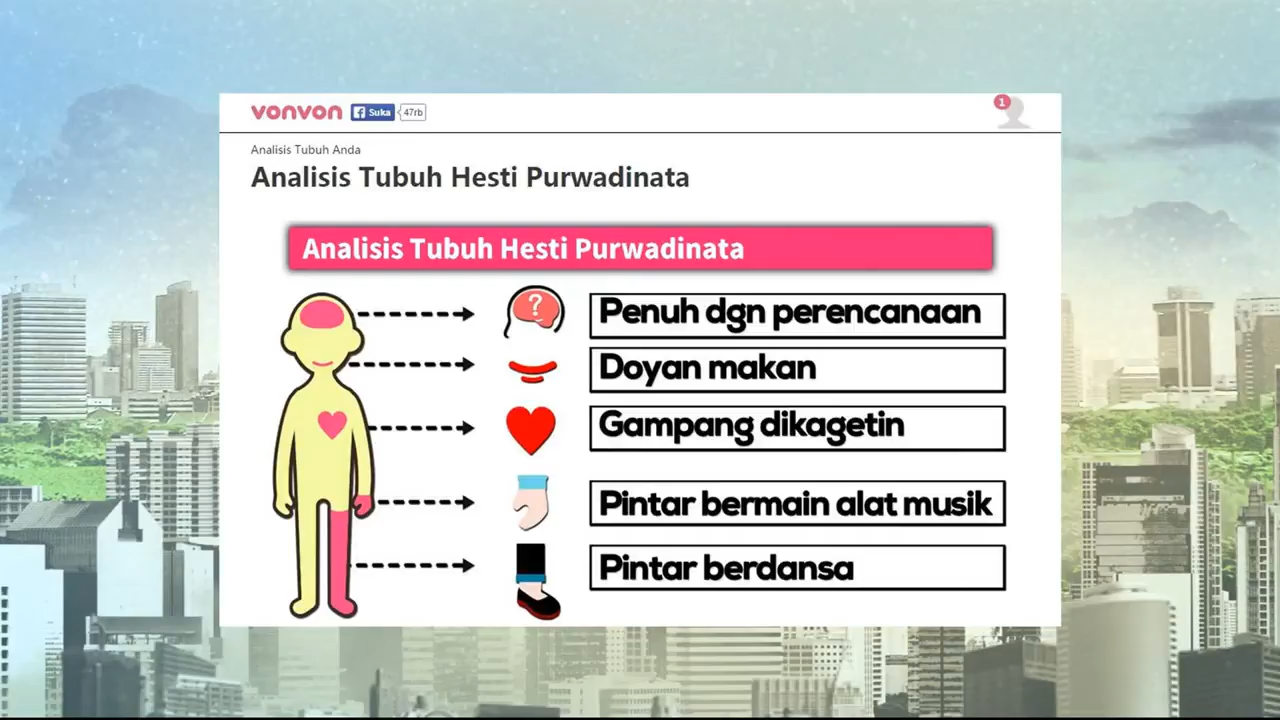 vonvon
Suka
47rb
1
Analisis Tubuh Anda
Analisis Tubuh Hesti Purwadinata
Analisis Tubuh Hesti Purwadinata
?
Penuh dgn perencanaan
Doyan makan
Gampang dikagetin
Pintar bermain alat musik
Pintar berdansa